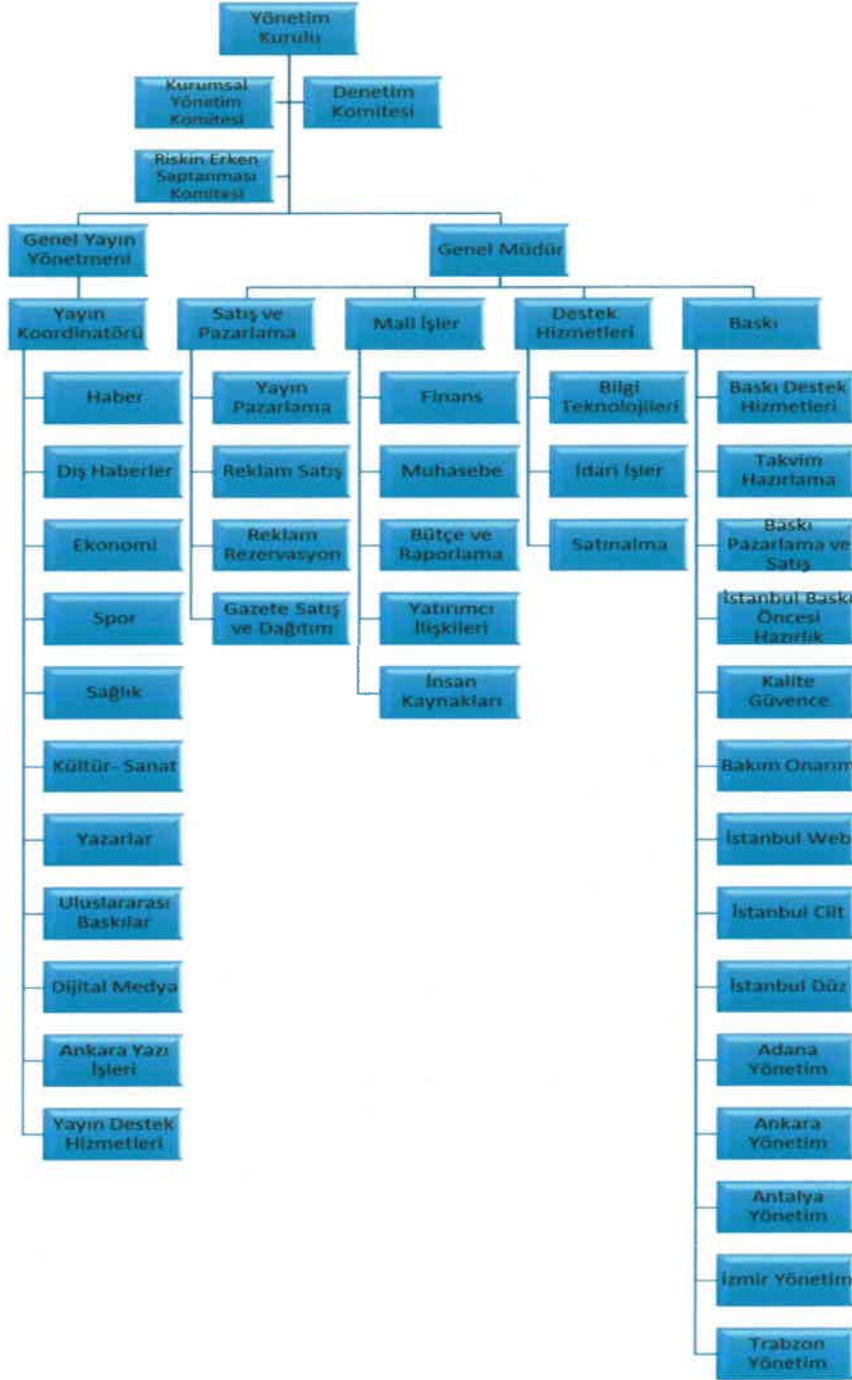 Yönetim
Kurulu
Kurumsal
Yönetim
Komitesi
Denetim
Komitesi
Riskin Erken
Saptanması
Komitesi
Genel Yayın
Yönetmeni
Genel Müdür
Yayın
Koordinatörü
Satış ve
Pazarlama
Mali İşler
Destek
Hizmetleri
Baskı
Haber
Dış Haberler
Ekonomi
Spor
Sağlık
Kültür- Sanat
Yazarlar
Uluslararası
Baskılar
Dijital Medya
Ankara Yazı
İşleri
Yayın Destek
Hizmetleri
Yayın
Pazarlama
Reklam Satış
Reklam
Rezervasyon
Gazete Satış
ve Dağıtım
Finans
Muhasebe
Bütçe ve
Raporlama
Yatırımcı
İlişkileri
İnsan
Kaynakları
Bilgi
Teknolojileri
İdari İşler
Satınalma
Baskı Destek
Hizmetleri
Takvim
Hazırlama
Baskı
Pazarlama ve
Satış
İstanbul Baskı
Öncesi
Hazırlık
Kalite
Güvence
Bakım Onarım
İstanbul Web
İstanbul Cilt
İstanbul Düz
Adana
Yönetim
Ankara
Yönetim
Antalya
Yönetim
İzmir Yönetim
Trabzon
Yönetim